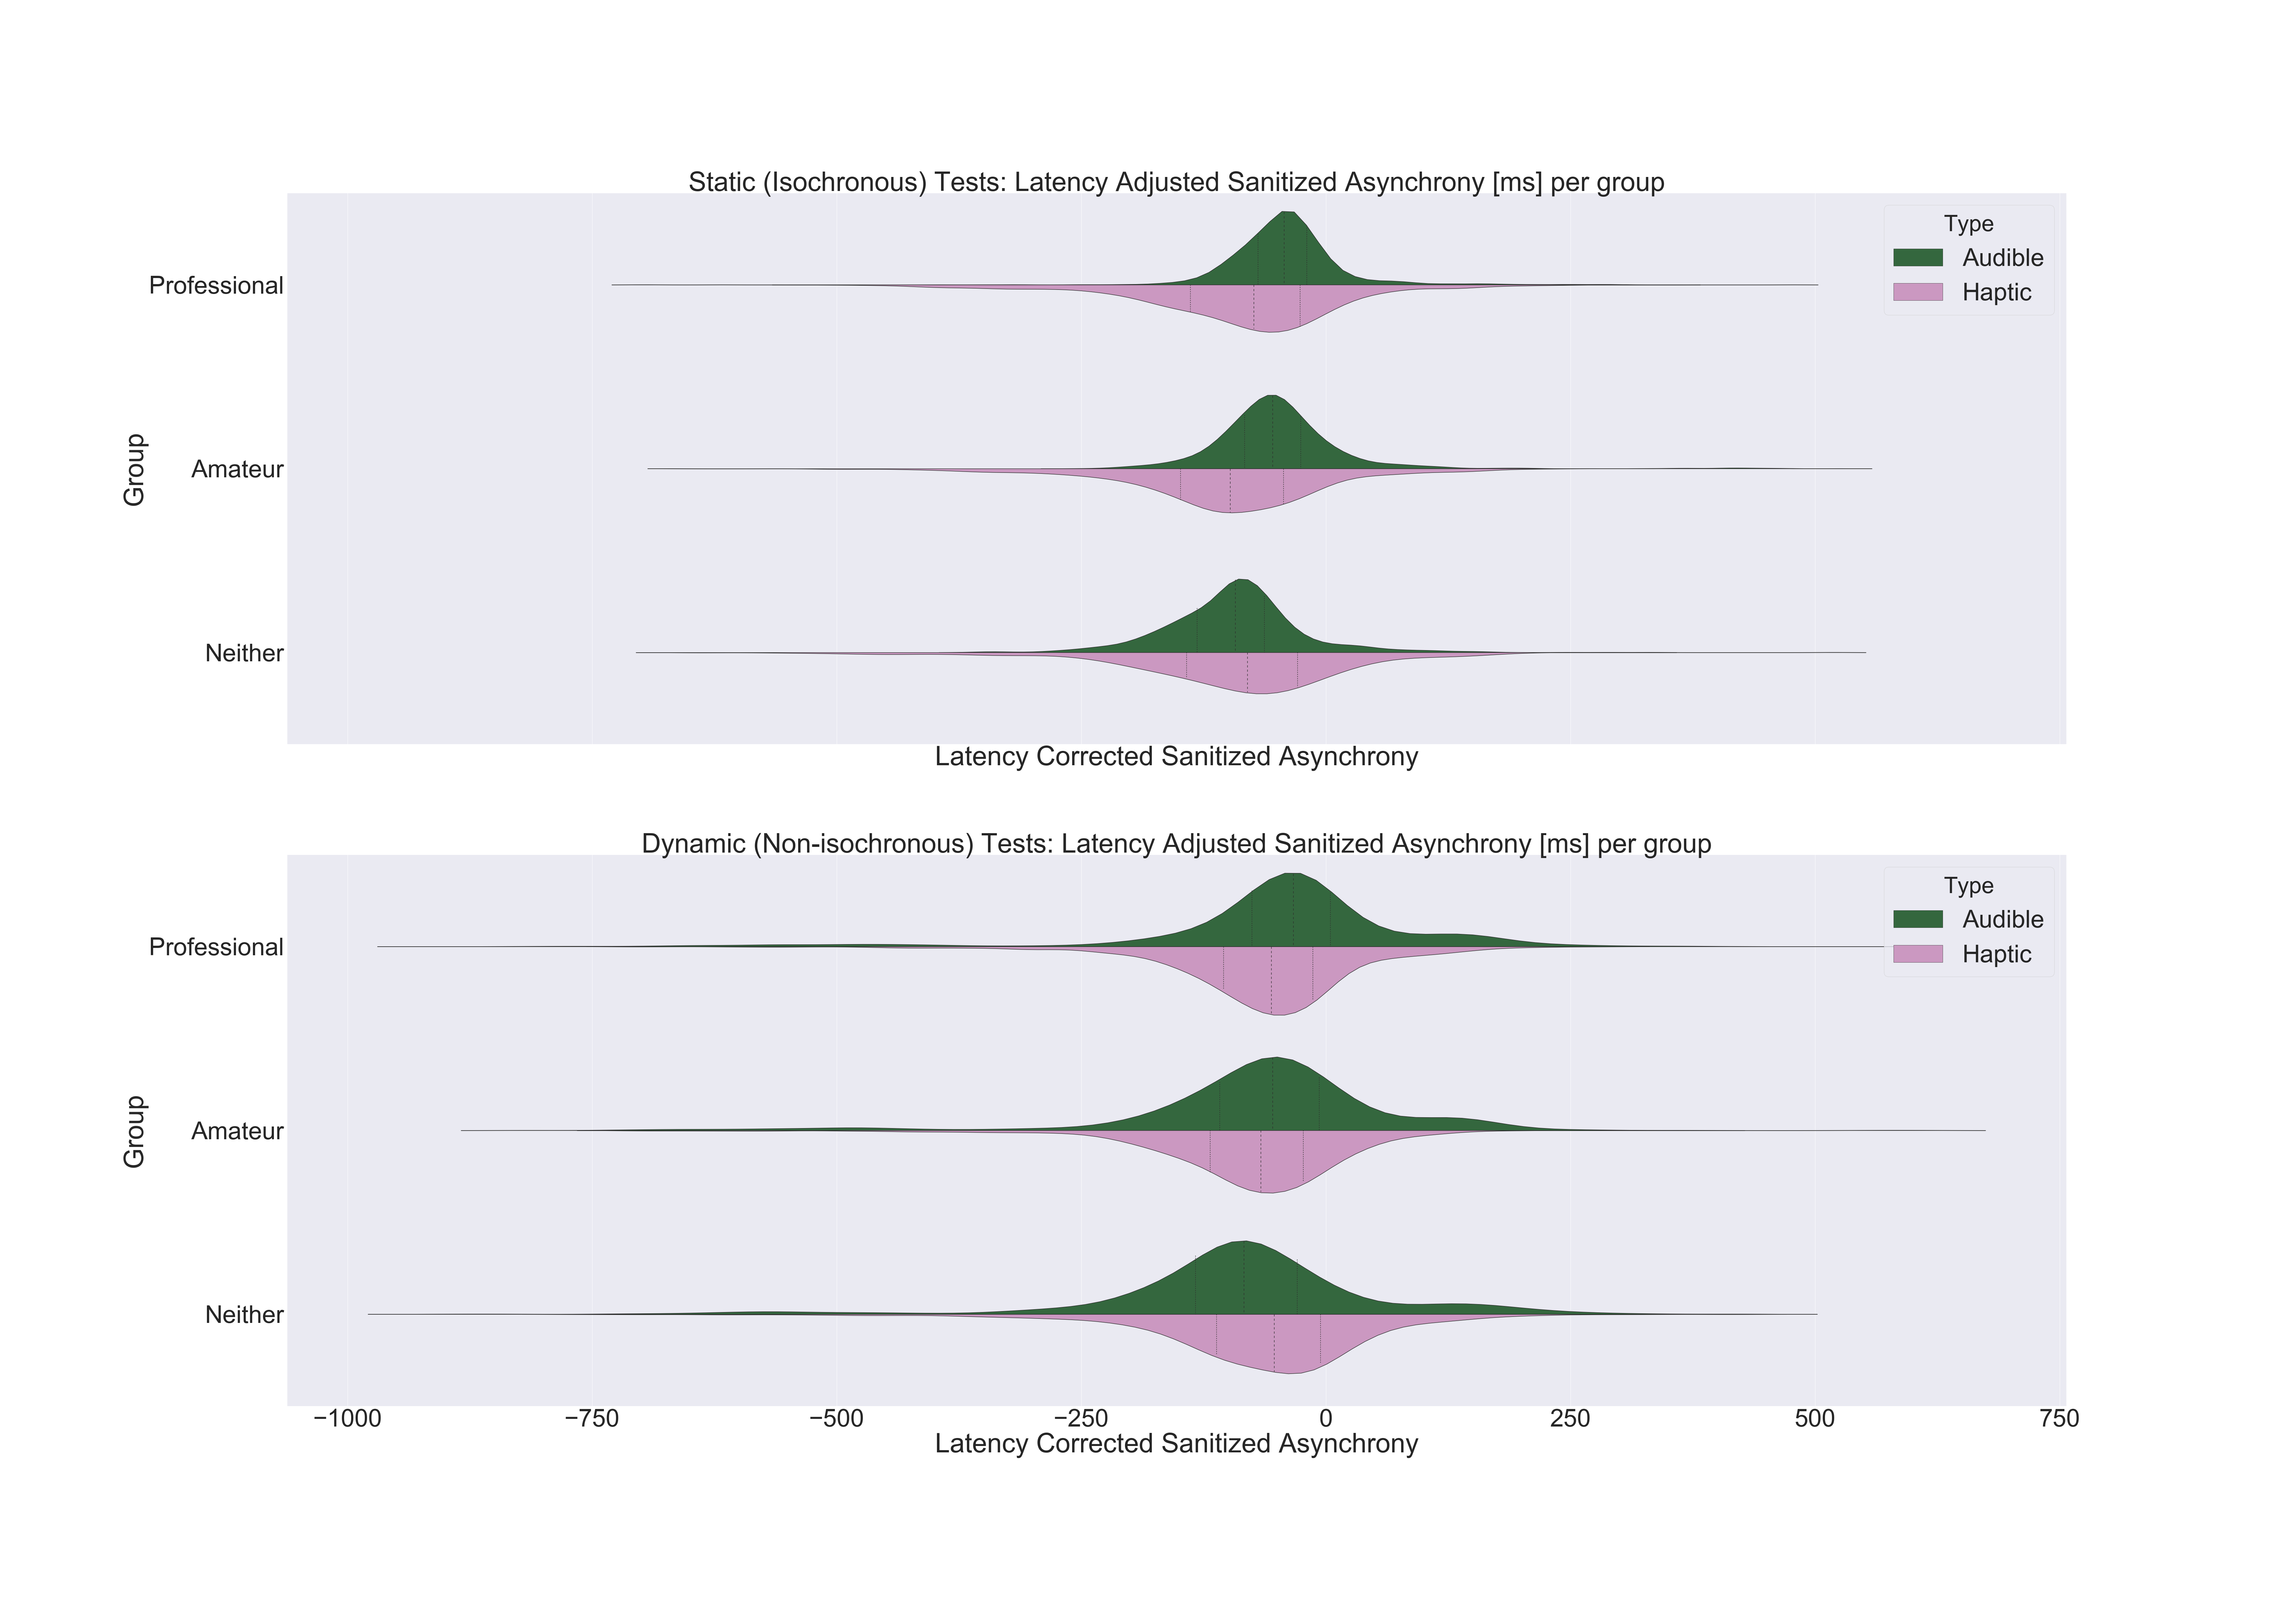 Static (Isochronous) Tests: Latency Adjusted Sanitized Asynchrony [ms] per group
Type
Audible
Haptic
Professional
Amateur
Neither
Group
Latency Corrected Sanitized Asynchrony
Dynamic (Non-isochronous) Tests: Latency Adjusted Sanitized Asynchrony [ms] per group
Type
Audible
Haptic
Professional
Amateur
Neither
Group
−1000 −750 −500 −250 0 250 500 750
Latency Corrected Sanitized Asynchrony